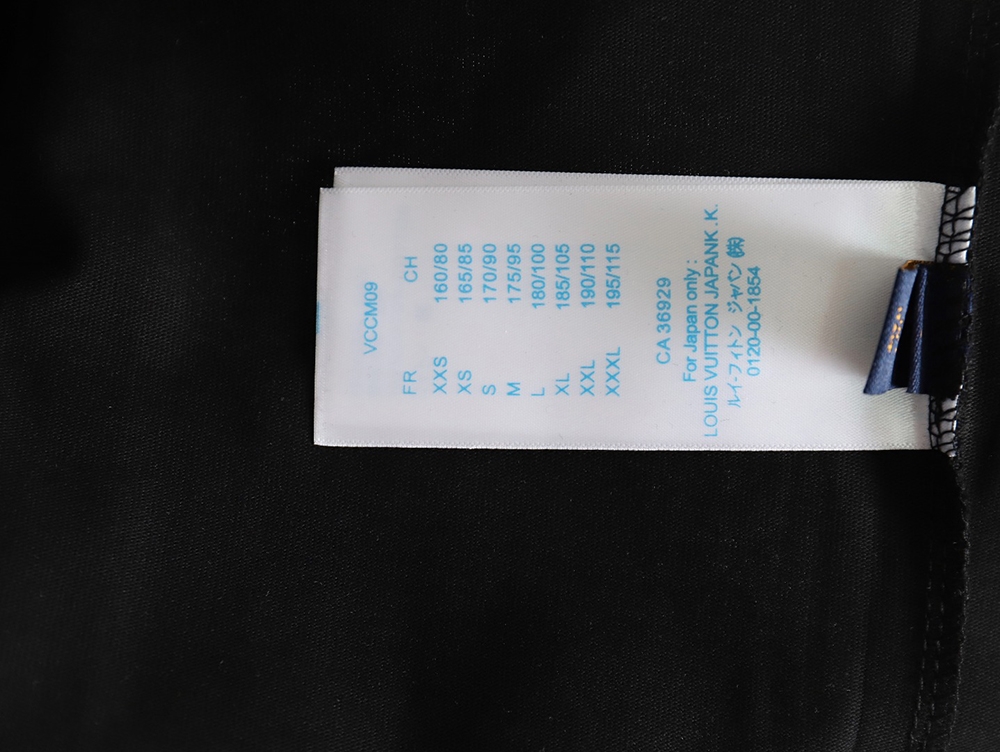 VCCM09
FR CH
XXS 160/80
XS 165/85
S 170/90
M 175/95
L 180/100
XL 185/105
XXL 190/110
XXXL 195/115
CA 36929
For Japan only :
LOUIS VUITTON JAPANK .K.
ルイ-フィトン ジャパン ㈱
0120-00-1854